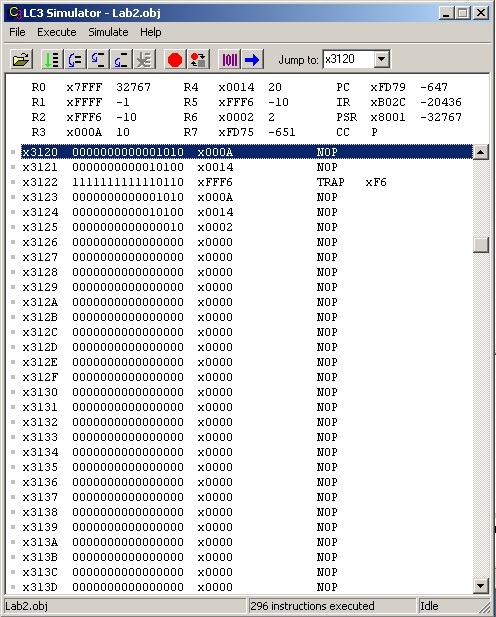 LC3 Simulator - Lab2.obj
File Execute Simulate Help
Jump to: x3120
R0 x7FFF 32767 R4 x0014 20 PC xFD79 -647
R1 xFFFF -1 R5 xFFF6 -10 IR xB02C -20436
R2 xFFF6 -10 R6 x0002 2 PSR x8001 -32767
R3 x000A 10 R7 xFD75 -651 CC P
x3120 0000000000001010 x000A NOP
x3121 0000000000010100 x0014 NOP
x3122 1111111111110110 xFFF6 TRAP xF6
x3123 0000000000001010 x000A NOP
x3124 0000000000010100 x0014 NOP
x3125 0000000000000010 x0002 NOP
x3126 0000000000000000 x0000 NOP
x3127 0000000000000000 x0000 NOP
x3128 0000000000000000 x0000 NOP
x3129 0000000000000000 x0000 NOP
x312A 0000000000000000 x0000 NOP
x312B 0000000000000000 x0000 NOP
x312C 0000000000000000 x0000 NOP
x312D 0000000000000000 x0000 NOP
x312E 0000000000000000 x0000 NOP
x312F 0000000000000000 x0000 NOP
x3130 0000000000000000 x0000 NOP
x3131 0000000000000000 x0000 NOP
x3132 0000000000000000 x0000 NOP
x3133 0000000000000000 x0000 NOP
x3134 0000000000000000 x0000 NOP
x3135 0000000000000000 x0000 NOP
x3136 0000000000000000 x0000 NOP
x3137 0000000000000000 x0000 NOP
x3138 0000000000000000 x0000 NOP
x3139 0000000000000000 x0000 NOP
x313A 0000000000000000 x0000 NOP
x313B 0000000000000000 x0000 NOP
x313C 0000000000000000 x0000 NOP
x313D 0000000000000000 x0000 NOP
Lab2.obj 296 instructions executed Idle